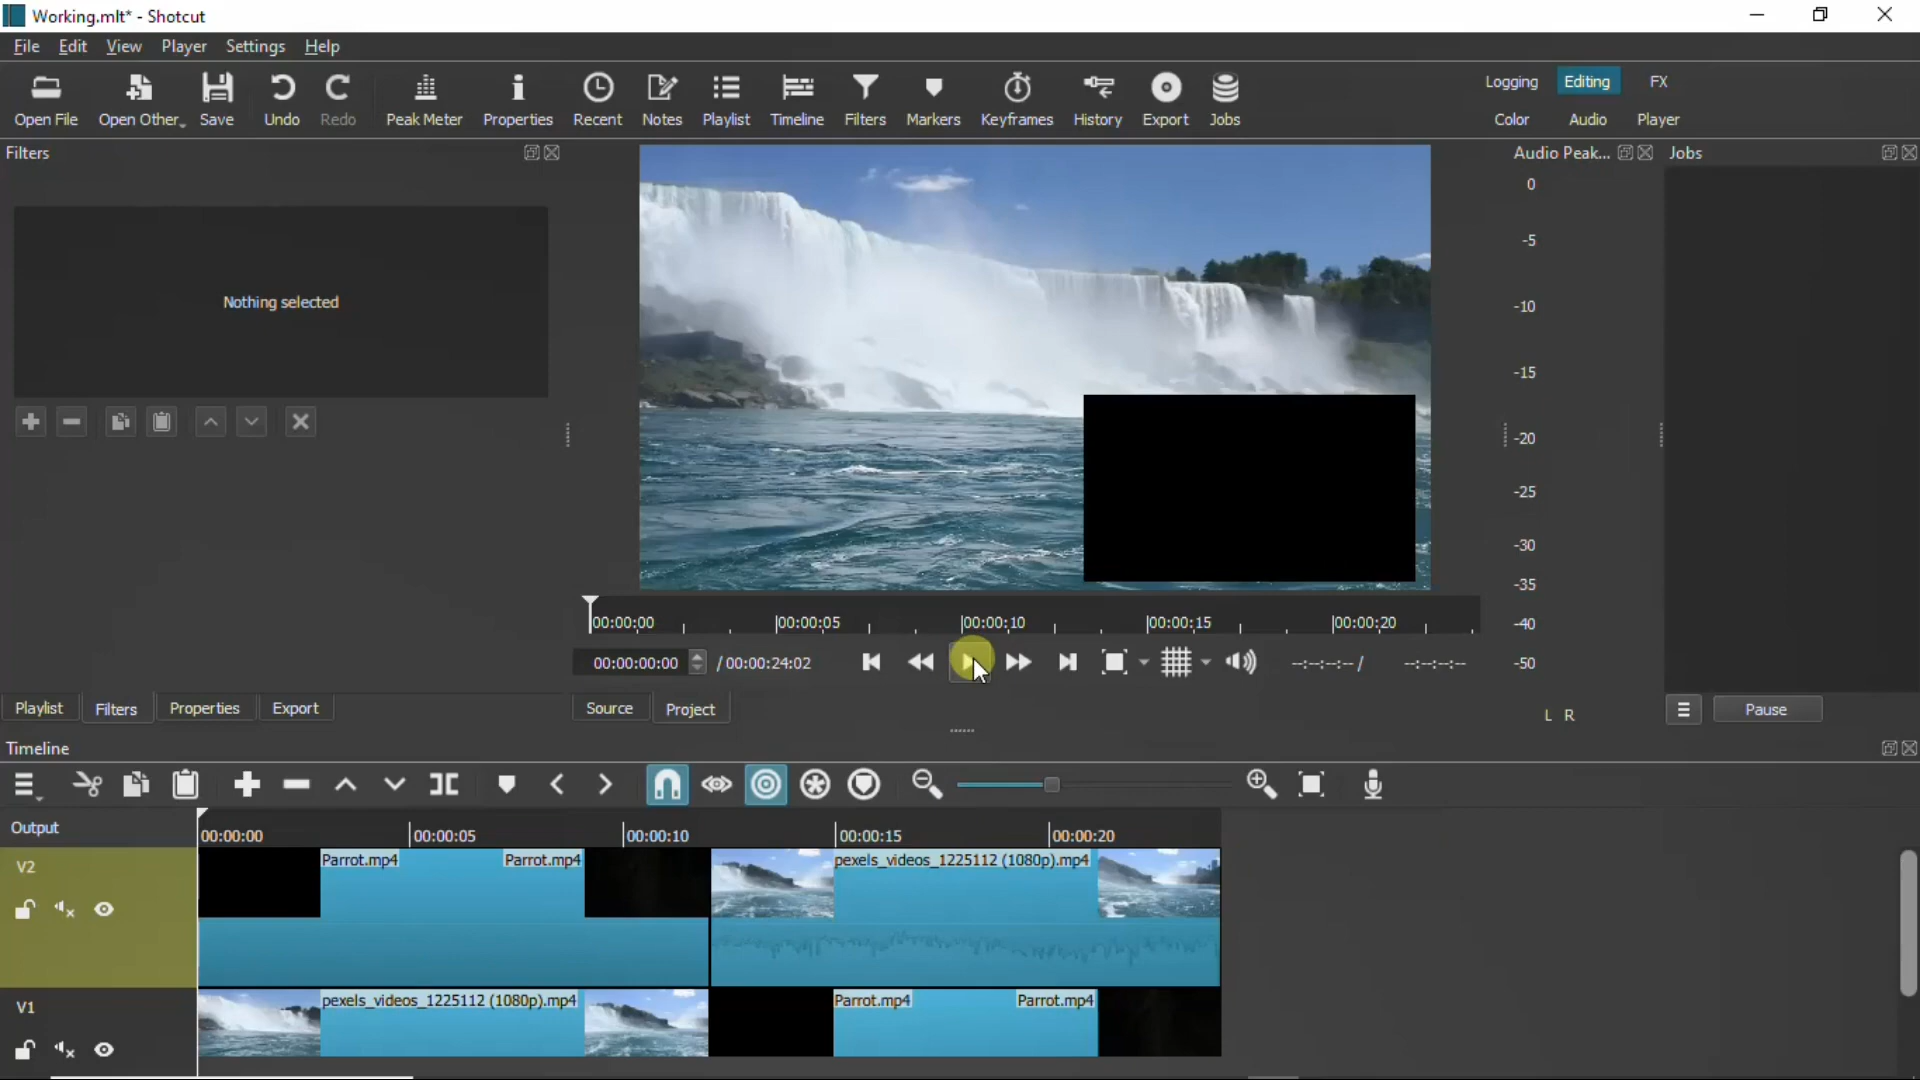 Working.mlt* - Shotcut
File Edit View Player Settings Help
Open File Open Other Save Undo Redo Peak Meter Properties Recent Notes Playlist Timeline Filters Markers Keyframes History Export Jobs
Logging Editing FX
Color Audio Player
Filters
Nothing selected
Audio Peak... Jobs
0
-5
-10
-15
-20
-25
-30
-35
-40
-50
L R
00:00:00 00:00:05 00:00:10 00:00:15 00:00:20
00:00:00:00 / 00:00:24:02 --:--:--:-- / --:--:--:--
Playlist Filters Properties Export
Source Project
Pause
Timeline
Output
00:00:00 00:00:05 00:00:10 00:00:15 00:00:20
V2
Parrot.mp4 Parrot.mp4 pexels_videos_1225112 (1080p).mp4
V1
pexels_videos_1225112 (1080p).mp4 Parrot.mp4 Parrot.mp4